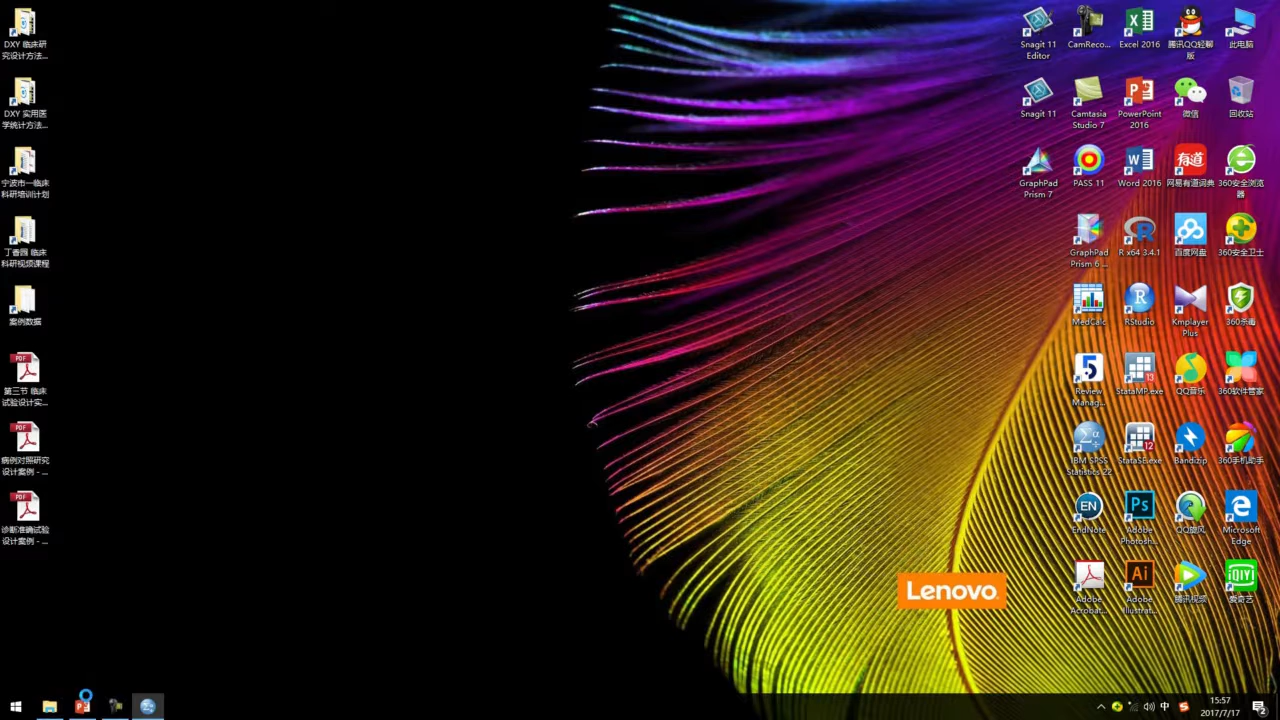 DXY 临床研
究设计方法...
DXY 实用医
学统计方法...
宁波市一临床
科研培训计划
丁香园 临床
科研视频课程
案例数据
第三节 临床
试验设计实...
病例对照研究
设计案例 - ...
诊断准确试验
设计案例 - ...
Snagit 11
Editor
CamReco...
Excel 2016
腾讯QQ轻聊
版
此电脑
Snagit 11
Camtasia
Studio 7
PowerPoint
2016
微信
回收站
GraphPad
Prism 7
PASS 11
Word 2016
有道
网易有道词典
360安全浏览
器
GraphPad
Prism 6 ...
R x64 3.4.1
百度网盘
360安全卫士
MedCalc
RStudio
Kmplayer
Plus
360杀毒
Review
Manag...
StataMP.exe
QQ音乐
360软件管家
IBM SPSS
Statistics 22
StataSE.exe
Bandizip
360手机助手
EndNote
Adobe
Photosh...
QQ旋风
Microsoft
Edge
Adobe
Acrobat...
Adobe
Illustrat...
腾讯视频
爱奇艺
Lenovo
中
15:57
2017/7/17